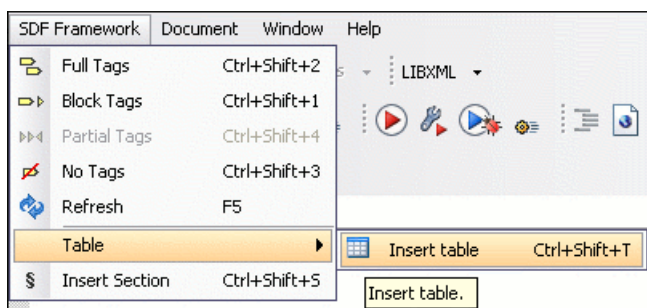 SDF Framework Document Window Help
Full Tags Ctrl+Shift+2
LIBXML
Block Tags Ctrl+Shift+1
Partial Tags Ctrl+Shift+4
No Tags Ctrl+Shift+3
Refresh F5
Table Insert table Ctrl+Shift+T
§ Insert Section Ctrl+Shift+S
Insert table.